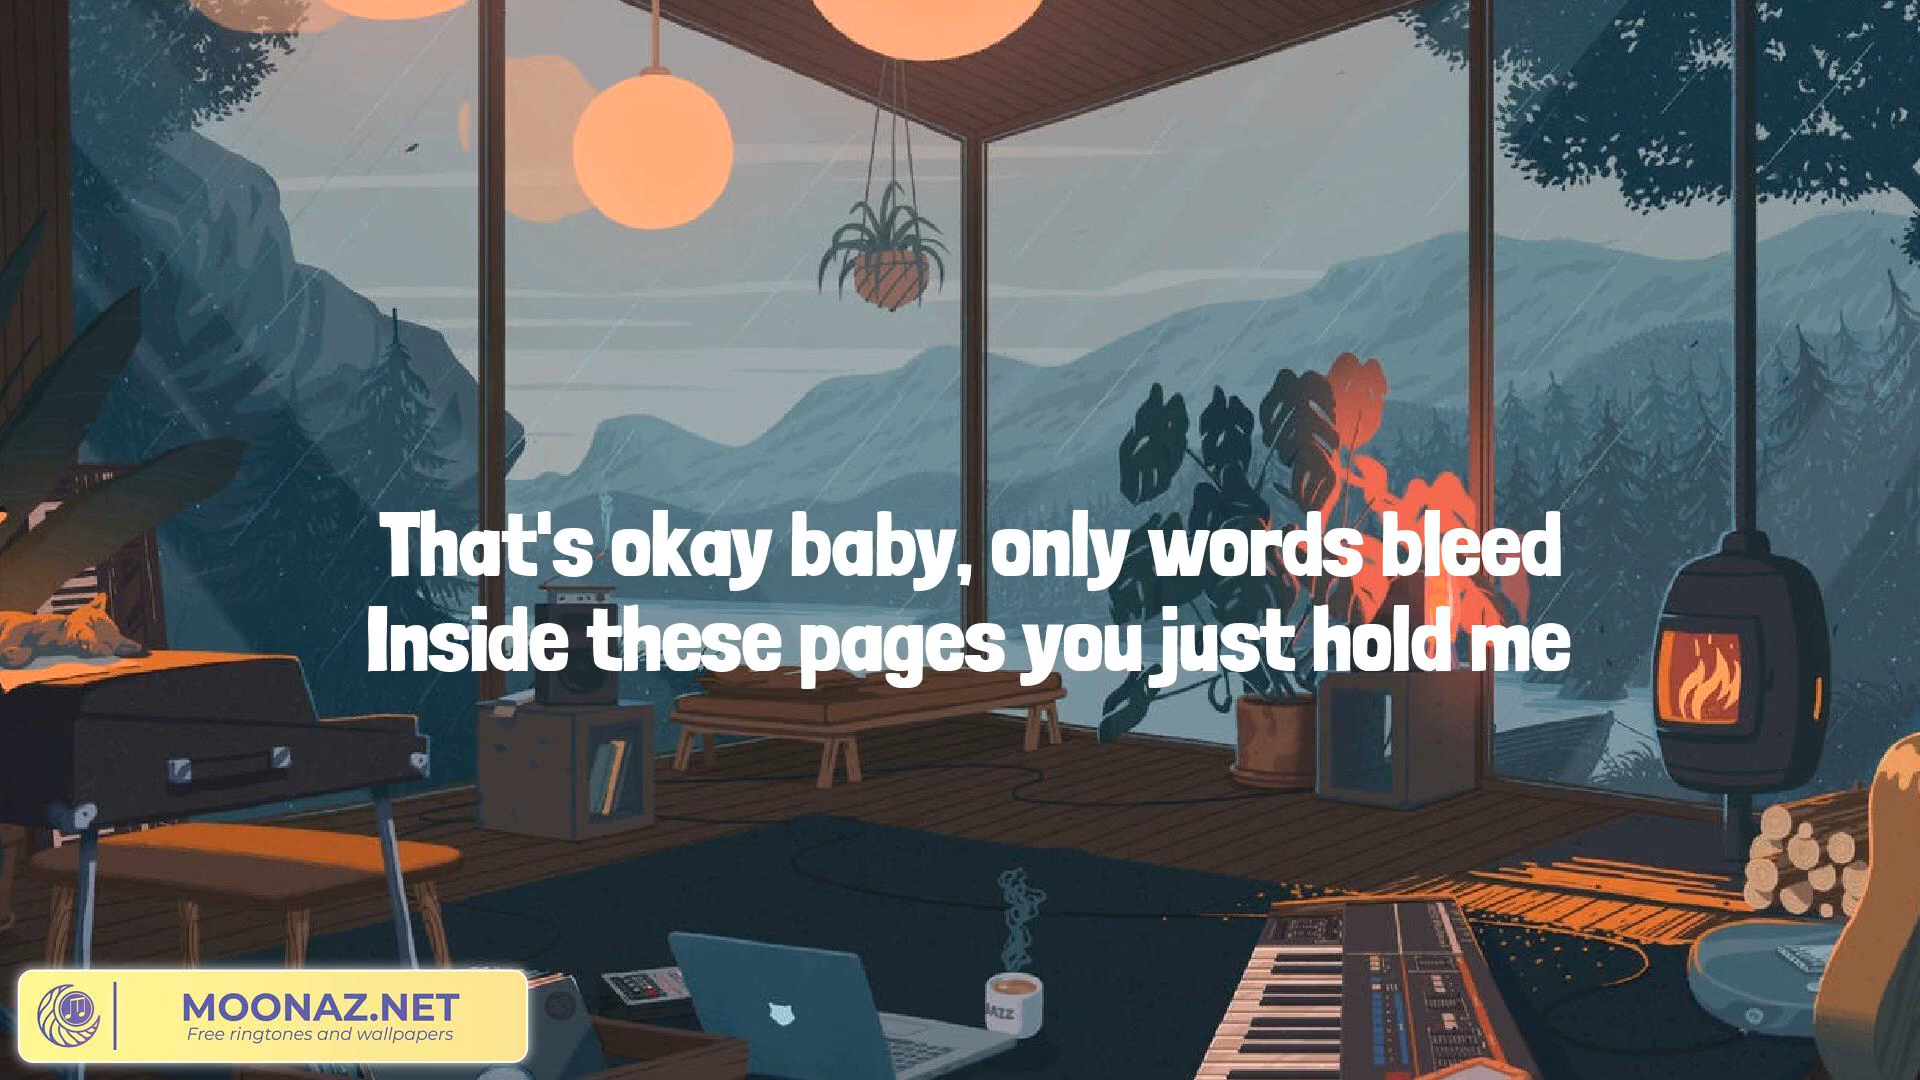 That's okay baby, only words bleed
Inside these pages you just hold me
JAZZ
MOONAZ.NET
Free ringtones and wallpapers